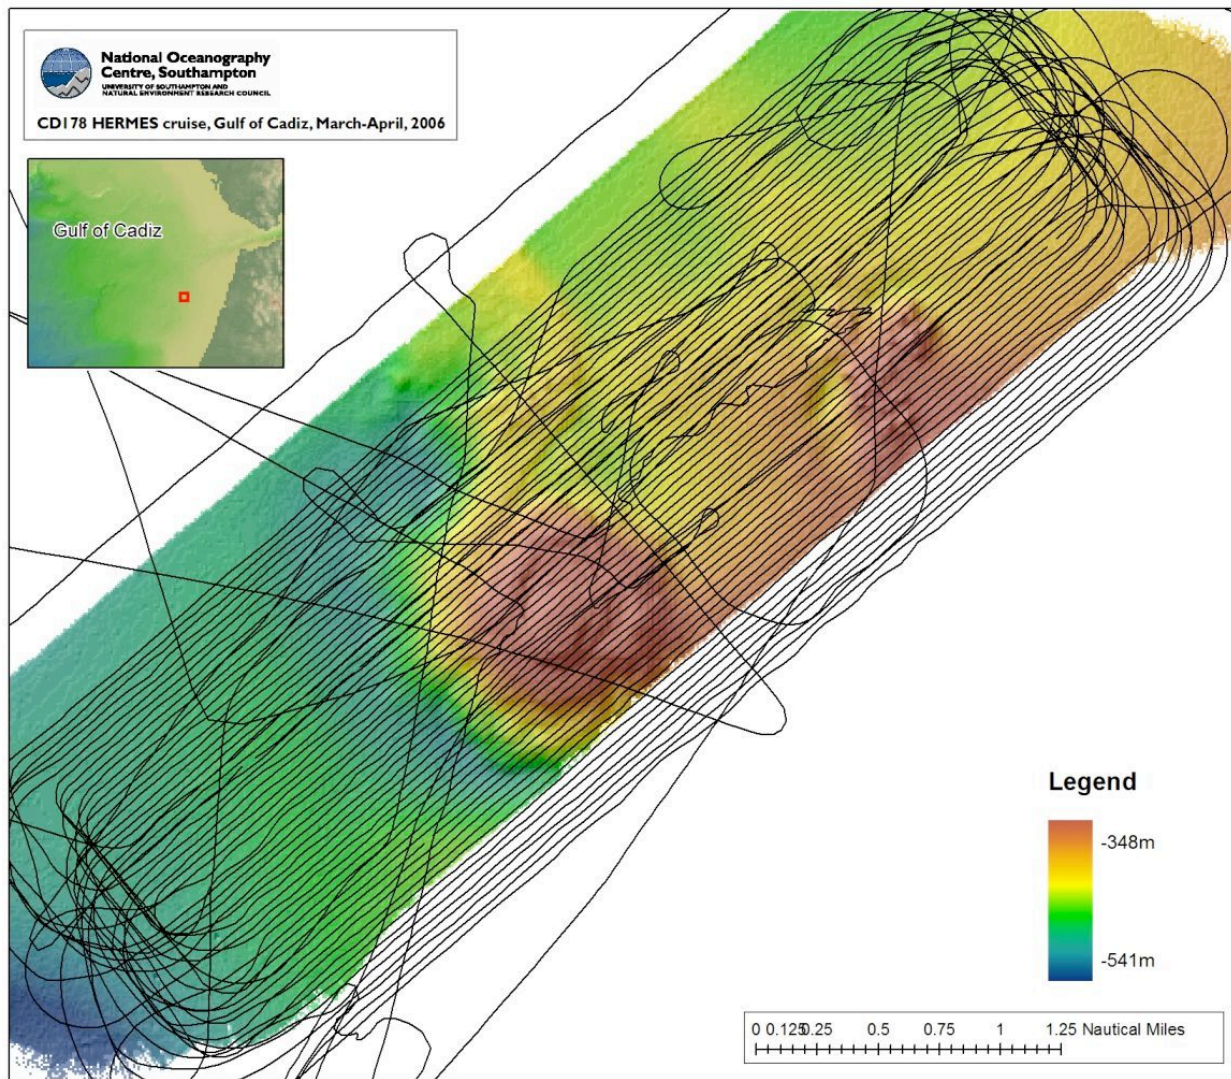 National Oceanography
Centre, Southampton
UNIVERSITY OF SOUTHAMPTON AND
NATURAL ENVIRONMENT RESEARCH COUNCIL
CD178 HERMES cruise, Gulf of Cadiz, March-April, 2006
Gulf of Cadiz
Legend
-348m
-541m
0 0.125 0.25 0.5 0.75 1 1.25 Nautical Miles